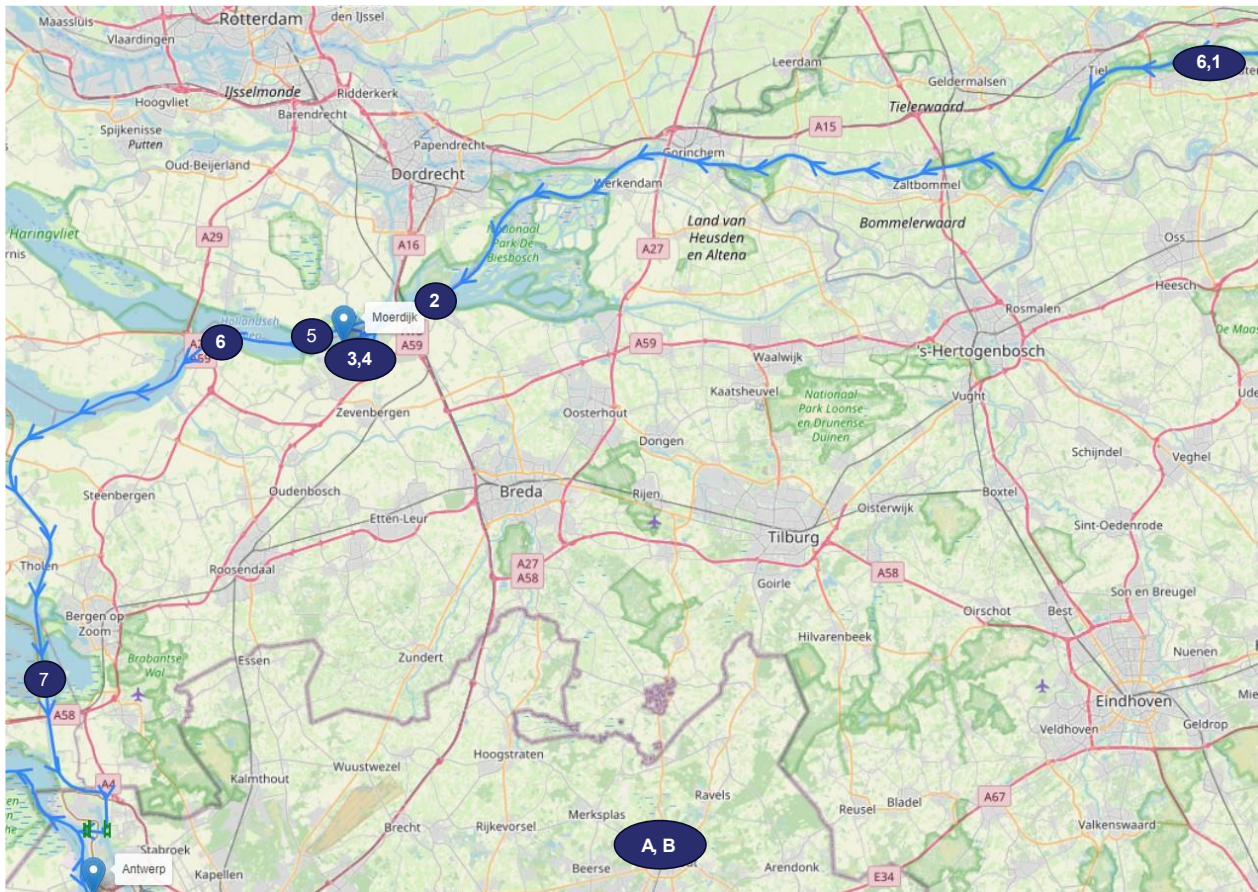 Rotterdam
den IJssel
Maassluis
Vlaardingen
Leerdam
Tiel
6,1
Geldermalsen
Hoogvliet
IJsselmonde
Ridderkerk
Barendrecht
Tielerwaard
Spijkenisse
Putten
Papendrecht
A15
Gorinchem
Oud-Beijerland
Dordrecht
Werkendam
Zaltbommel
Haringvliet
A29
A16
Nationaal
Park De
Biesbosch
Land van
Heusden
en Altena
A27
Bommelerwaard
Oss
Heesch
2
Moerdijk
Rosmalen
6
5
3,4
A59
A59
Waalwijk
's-Hertogenbosch
Kaatsheuvel
Vught
Zevenbergen
Oosterhout
Nationaal
Park Loonse
en Drunense
Duinen
Dongen
Schijndel
Veghel
Steenbergen
Oudenbosch
Breda
Rijen
Boxtel
Etten-Leur
Oisterwijk
Sint-Oedenrode
Tilburg
Tholen
Roosendaal
A27
A58
Goirle
A58
Son en Breugel
Bergen op
Zoom
Oirschot
Best
Hilvarenbeek
Nuenen
Brabantse
Wal
Essen
Zundert
7
A58
Eindhoven
Veldhoven
Geldrop
Hoogstraten
Wuustwezel
Kalmthout
A4
Ravels
Reusel
Bladel
A67
Merksplas
Brecht
Rijkevorsel
Valkenswaard
A, B
Stabroek
Antwerp
Kapellen
Beerse
Arendonk
E34